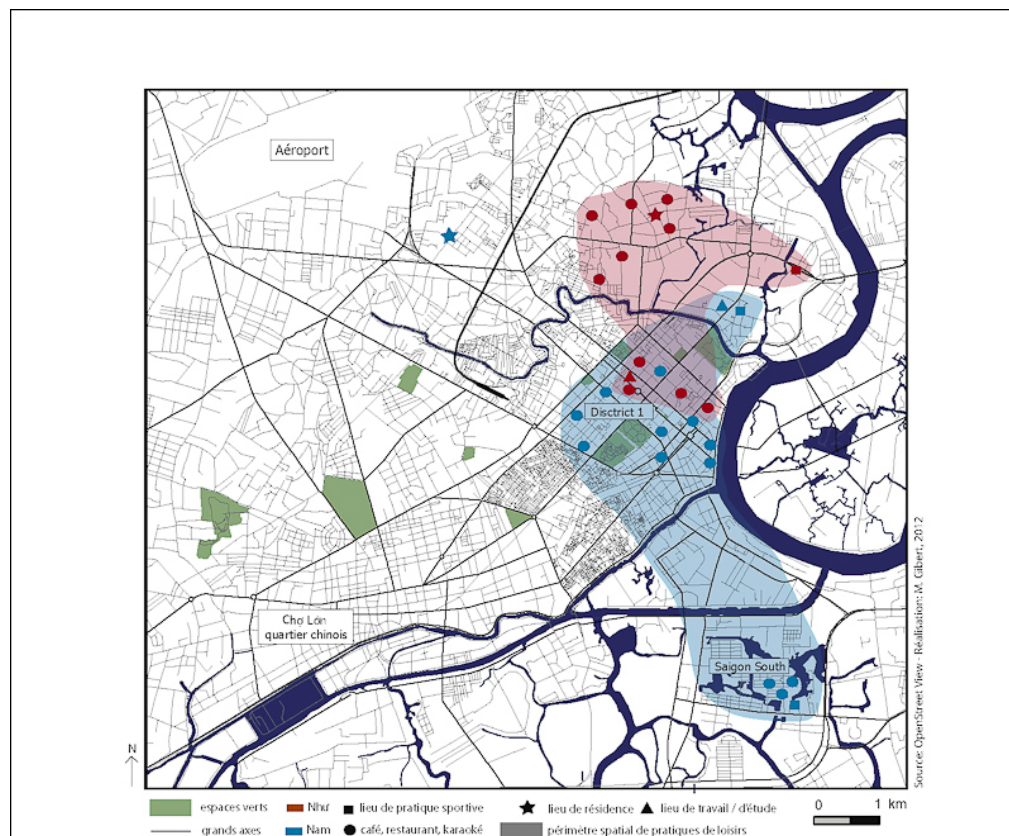 Aéroport
Disctrict 1
Chợ Lớn
quartier chinois
Saigon South
Source: OpenStreet View - Réalisation: M. Gibert, 2012
N
espaces verts
Như
lieu de pratique sportive
lieu de résidence
lieu de travail / d'étude
0 1 km
grands axes
Nam
café, restaurant, karaoké
périmètre spatial de pratiques de loisirs